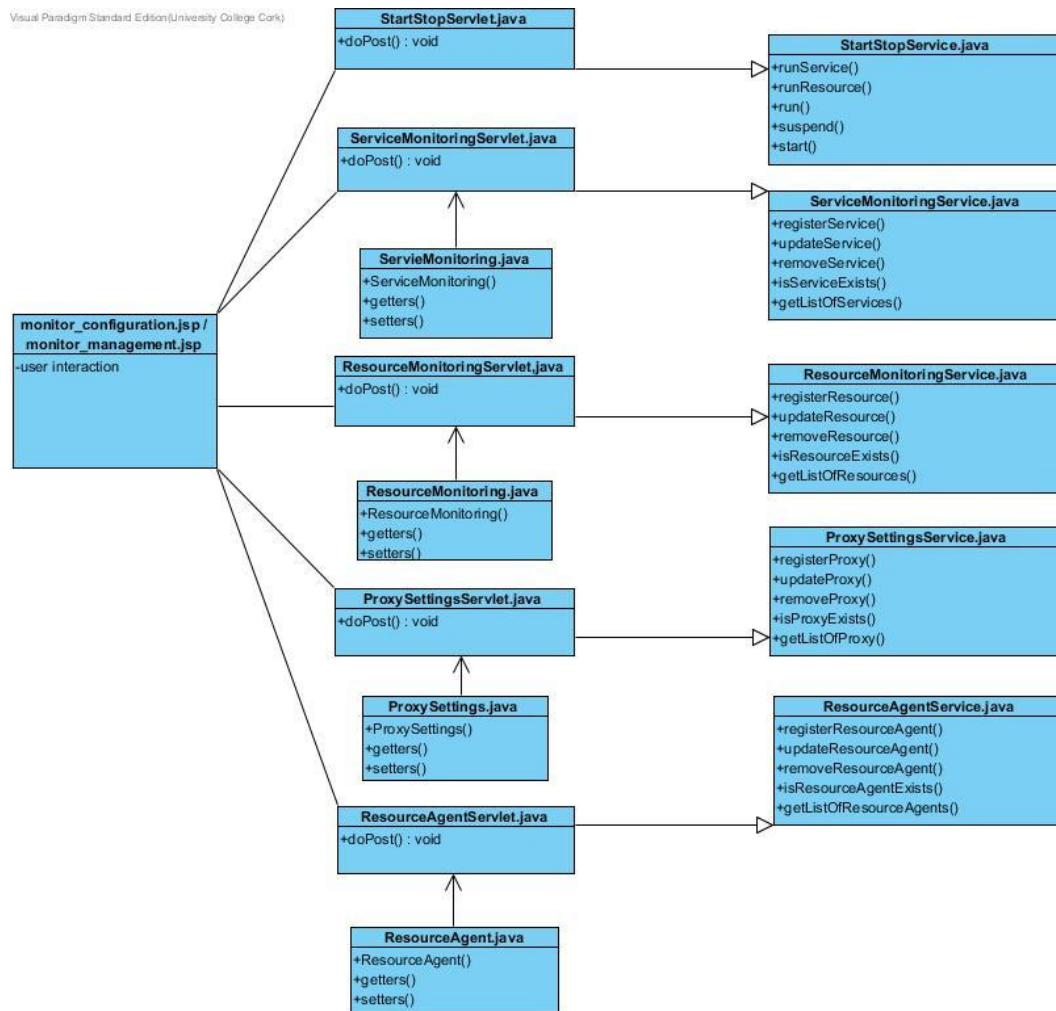 Visual Paradigm Standard Edition(University College Cork)
StartStopServlet.java
+doPost() : void
StartStopService.java
+runService()
+runResource()
+run()
+suspend()
+start()
ServiceMonitoringServlet.java
+doPost() : void
ServiceMonitoringService.java
+registerService()
+updateService()
+removeService()
+isServiceExists()
+getListOfServices()
ServieMonitoring.java
+ServiceMonitoring()
+getters()
+setters()
monitor_configuration.jsp /
monitor_management.jsp
-user interaction
ResourceMonitoringServlet,java
+doPost() : void
ResourceMonitoringService.java
+registerResource()
+updateResource()
+removeResource()
+isResourceExists()
+getListOfResources()
ResourceMonitoring.java
+ResourceMonitoring()
+getters()
+setters()
ProxySettingsService.java
+registerProxy()
+updateProxy()
+removeProxy()
+isProxyExists()
+getListOfProxy()
ProxySettingsServlet.java
+doPost() : void
ProxySettings.java
+ProxySettings()
+getters()
+setters()
ResourceAgentService.java
+registerResourceAgent()
+updateResourceAgent()
+removeResourceAgent()
+isResourceAgentExists()
+getListOfResourceAgents()
ResourceAgentServlet.java
+doPost() : void
ResourceAgent.java
+ResourceAgent()
+getters()
+setters()